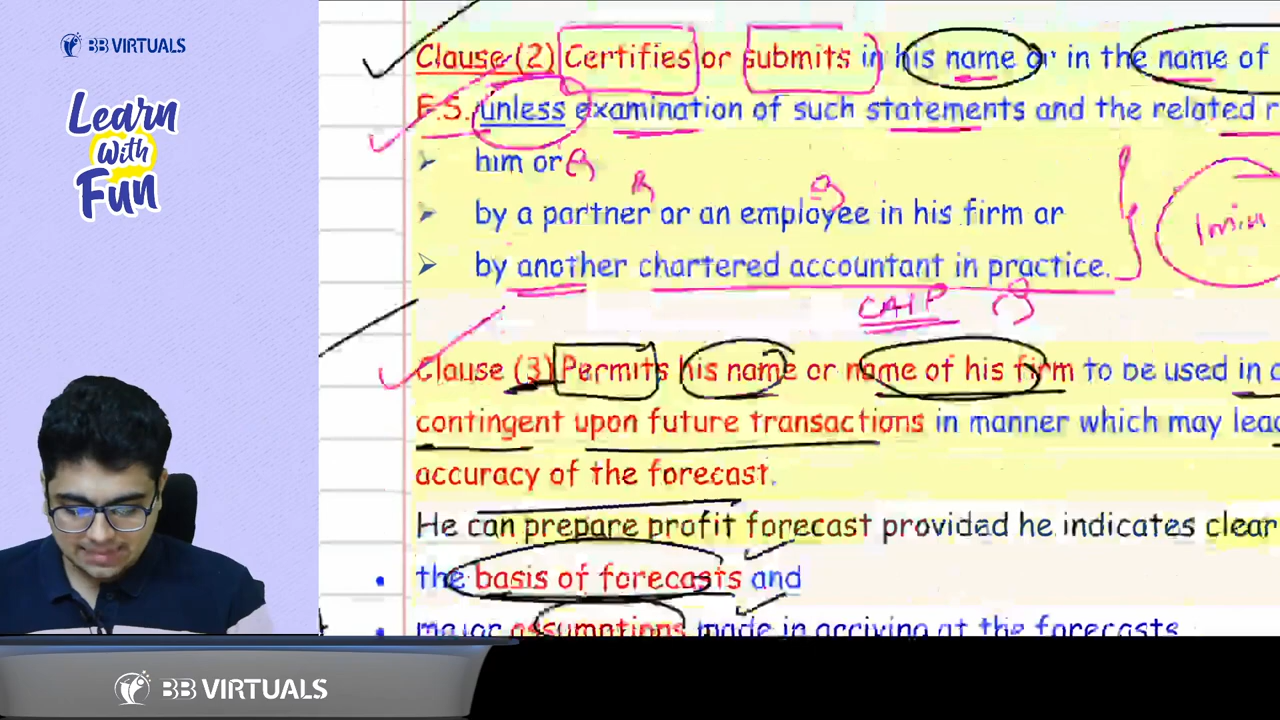 BB VIRTUALS
Learn
With
Fun
Clause (2) Certifies or submits in his name or in the name of
F.S. unless examination of such statements and the related r
him or
by a partner or an employee in his firm or
1 min
by another chartered accountant in practice.
CAIP
Clause (3) Permits his name or name of his firm to be used in
contingent upon future transactions in manner which may lead
accuracy of the forecast.
He can prepare profit forecast provided he indicates clear
the basis of forecasts and
major assumptions made in arriving at the forecasts
BB VIRTUALS